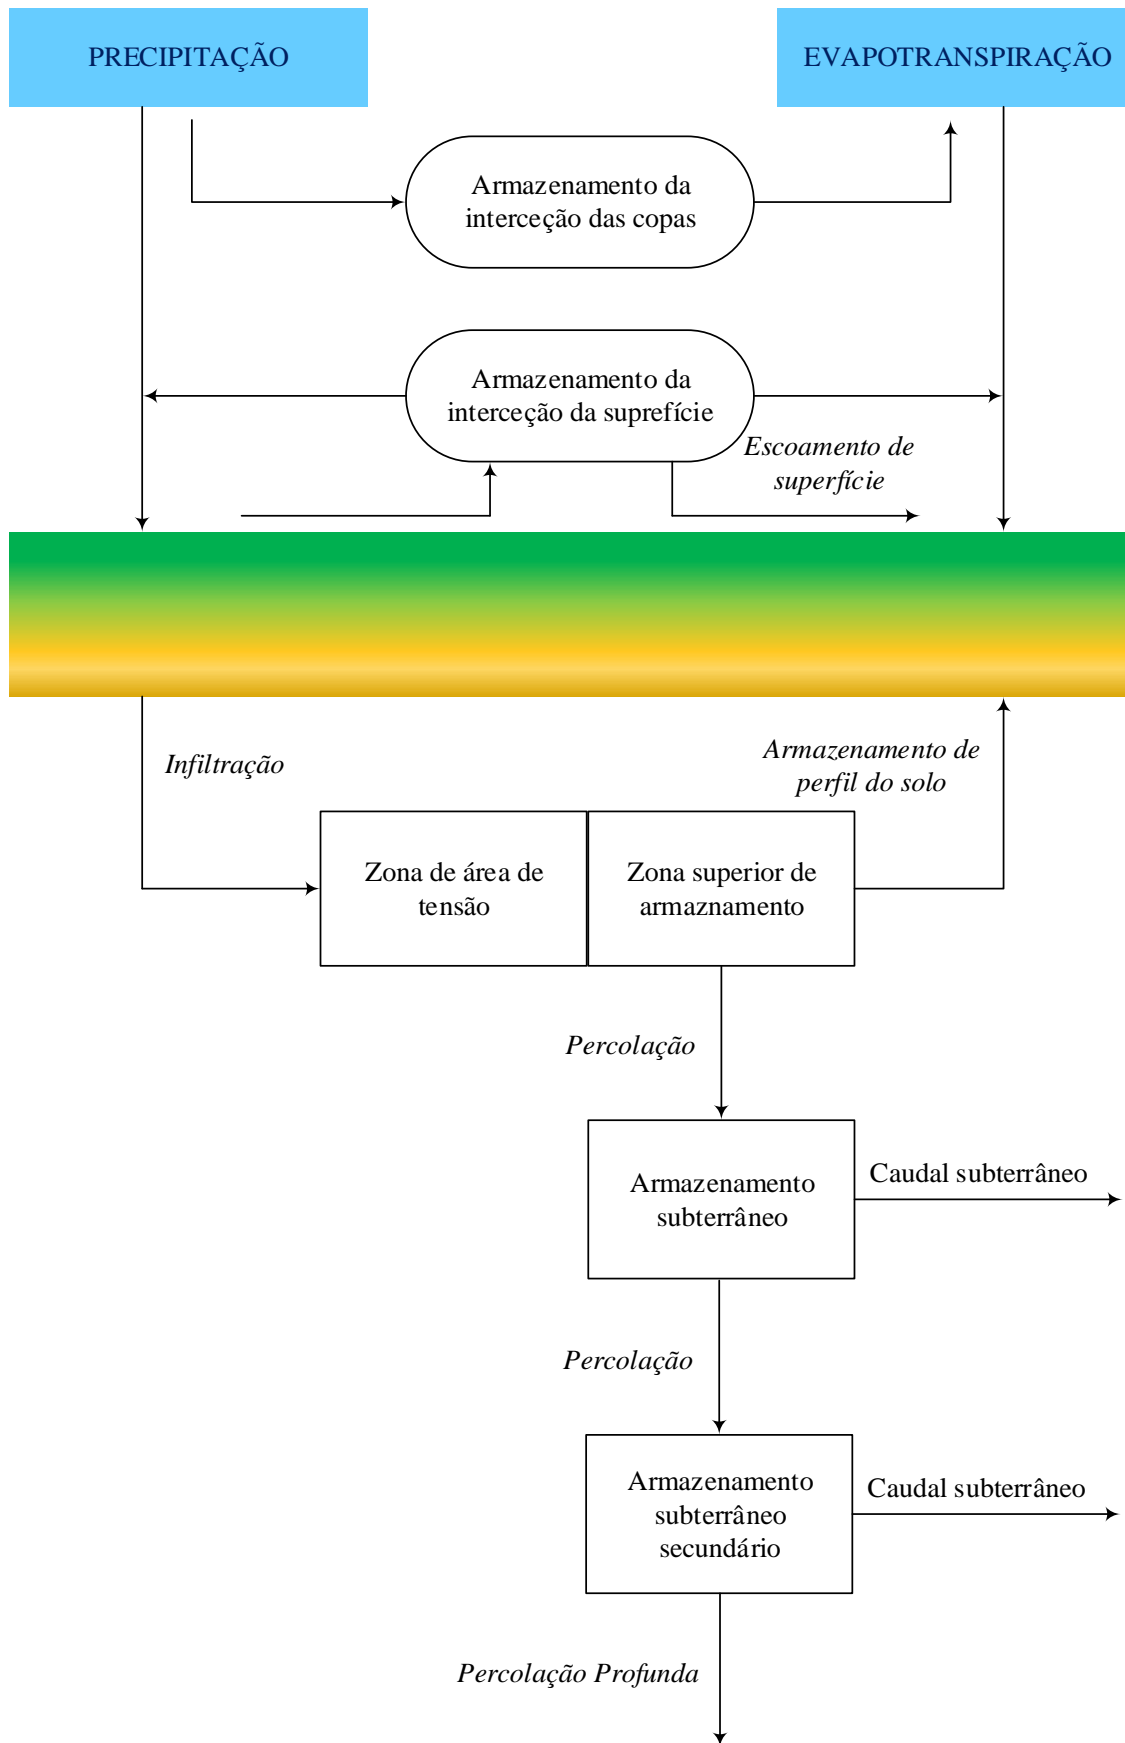 PRECIPITAÇÃO
EVAPOTRANSPIRAÇÃO
Armazenamento da
interceção das copas
Armazenamento da
interceção da suprefície
Escoamento de
superfície
Infiltração
Armazenamento de
perfil do solo
Zona de área de
tensão
Zona superior de
armaznamento
Percolação
Armazenamento
subterrâneo
Caudal subterrâneo
Percolação
Armazenamento
subterrâneo
secundário
Caudal subterrâneo
Percolação Profunda